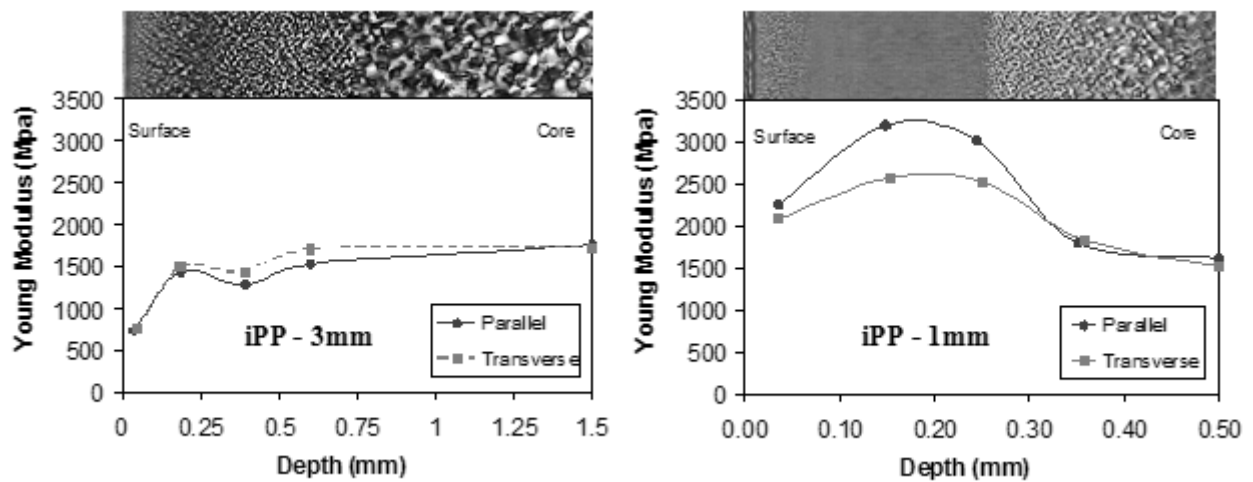 3500
3000
2500
2000
1500
1000
500
0
Young Modulus (Mpa)
Surface
Core
iPP - 3mm
Parallel
Transverse
0 0.25 0.5 0.75 1 1.25 1.5
Depth (mm)
3500
3000
2500
2000
1500
1000
500
0
Young Modulus (Mpa)
Surface
Core
iPP - 1mm
Parallel
Transverse
0.00 0.10 0.20 0.30 0.40 0.50
Depth (mm)